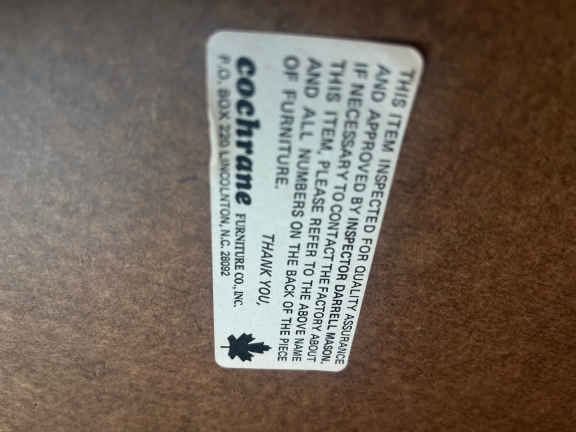 THIS ITEM INSPECTED FOR QUALITY ASSURANCE
AND APPROVED BY INSPECTOR DARRELL MASON.
IF NECESSARY TO CONTACT THE FACTORY ABOUT
THIS ITEM, PLEASE REFER TO THE ABOVE NAME
AND ALL NUMBERS ON THE BACK OF THE PIECE
OF FURNITURE.
THANK YOU,
cochrane FURNITURE CO., INC.
P.O. BOX 220 LINCOLNTON, N.C. 28092